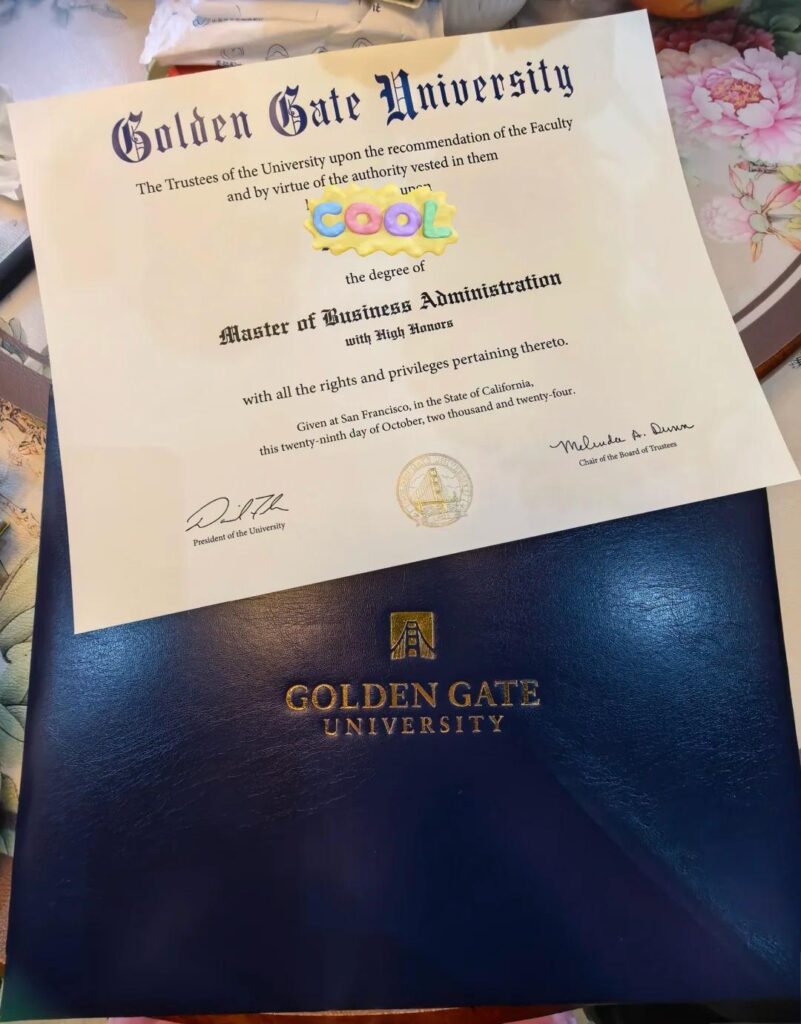 Golden Gate University
The Trustees of the University upon the recommendation of the Faculty
and by virtue of the authority vested in them
upon
COOL
the degree of
Master of Business Administration
with High Honors
with all the rights and privileges pertaining thereto.
Given at San Francisco, in the State of California,
this twenty-ninth day of October, two thousand and twenty-four.
Melinda A. Dunn
Chair of the Board of Trustees
President of the University
GOLDEN GATE
UNIVERSITY